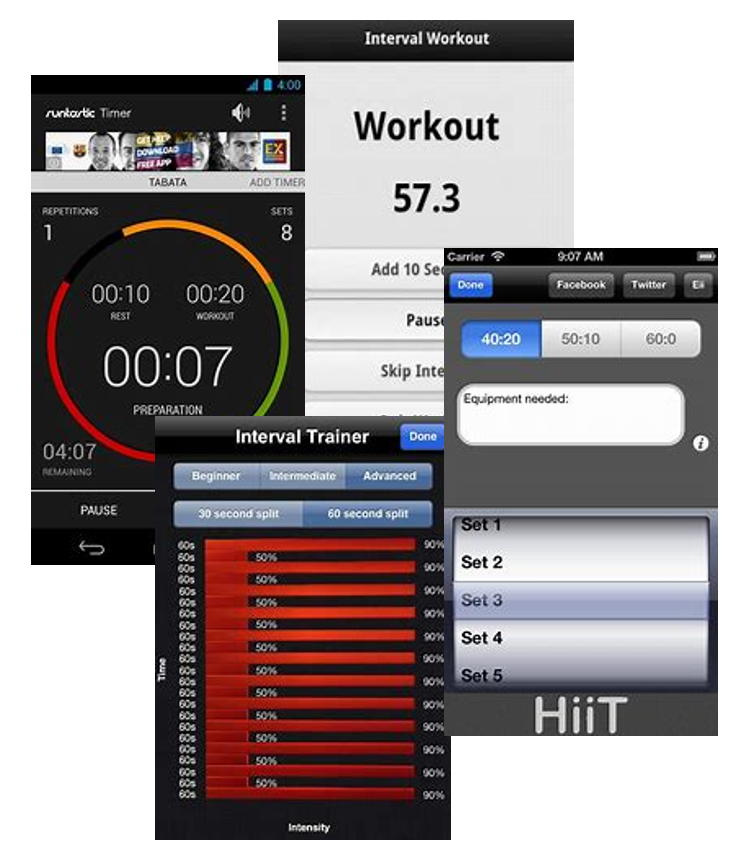 Interval Workout
Workout
57.3
Add 10 Sec
Pause
Skip Inte
4:00
runtastic Timer
GET
DOWNLOAD
FREE APP
EX
TABATA
ADD TIMER
REPETITIONS
SETS
1
8
00:10
00:20
REST
WORKOUT
00:07
PREPARATION
04:07
REMAINING
PAUSE
Carrier
9:07 AM
Done
Facebook
Twitter
40:20
50:10
60:0
Equipment needed:
i
Set 1
Set 2
Set 3
Set 4
Set 5
HiiT
Interval Trainer
Done
Beginner
Intermediate
Advanced
30 second split
60 second split
60s
90%
60s
50%
60s
90%
60s
50%
60s
90%
60s
50%
60s
90%
60s
50%
60s
90%
60s
50%
60s
90%
60s
50%
60s
90%
60s
50%
60s
90%
60s
50%
60s
90%
60s
50%
60s
90%
60s
50%
60s
90%
60s
50%
60s
90%
Time
Intensity